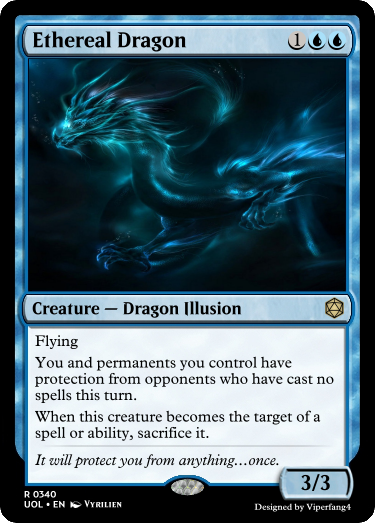 Ethereal Dragon 1
Creature — Dragon Illusion
Flying
You and permanents you control have
protection from opponents who have cast no
spells this turn.
When this creature becomes the target of a
spell or ability, sacrifice it.
It will protect you from anything…once.
3/3
R 0340
UOL • EN Vyrilien
Designed by Viperfang4